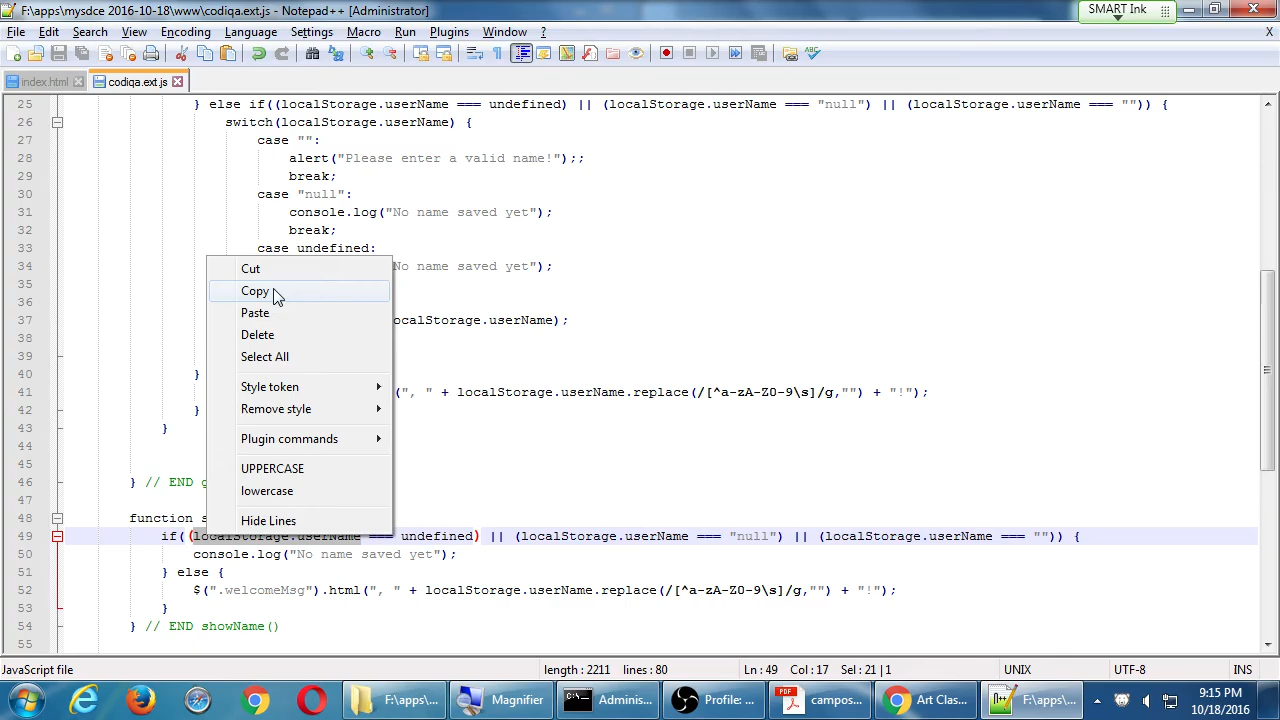 F:\apps\mysdce 2016-10-18\www\codiqa.ext.js - Notepad++ [Administrator]
SMART Ink
File Edit Search View Encoding Language Settings Macro Run Plugins Window ? X
index.html codiqa.ext.js
25 } else if((localStorage.userName === undefined) || (localStorage.userName === "null") || (localStorage.userName === "")) {
26 switch(localStorage.userName) {
27 case "":
28 alert("Please enter a valid name!");;
29 break;
30 case "null":
31 console.log("No name saved yet");
32 break;
33 case undefined:
34 No name saved yet");
35
36
37 ocalStorage.userName);
38
39
40 }
41 (", " + localStorage.userName.replace(/[^a-zA-Z0-9\s]/g,"") + "!");
42 }
43 }
44
45
46 } // END g
47
48 function s
49 if((localStorage.userName === undefined) || (localStorage.userName === "null") || (localStorage.userName === "")) {
50 console.log("No name saved yet");
51 } else {
52 $(".welcomeMsg").html(", " + localStorage.userName.replace(/[^a-zA-Z0-9\s]/g,"") + "!");
53 }
54 } // END showName()
55
Cut
Copy
Paste
Delete
Select All
Style token
Remove style
Plugin commands
UPPERCASE
lowercase
Hide Lines
JavaScript file length : 2211 lines : 80 Ln : 49 Col : 17 Sel : 21 | 1 UNIX UTF-8 INS
F:\apps\... Magnifier Adminis... Profile: ... campos... Art Clas... F:\apps\... 9:15 PM
10/18/2016